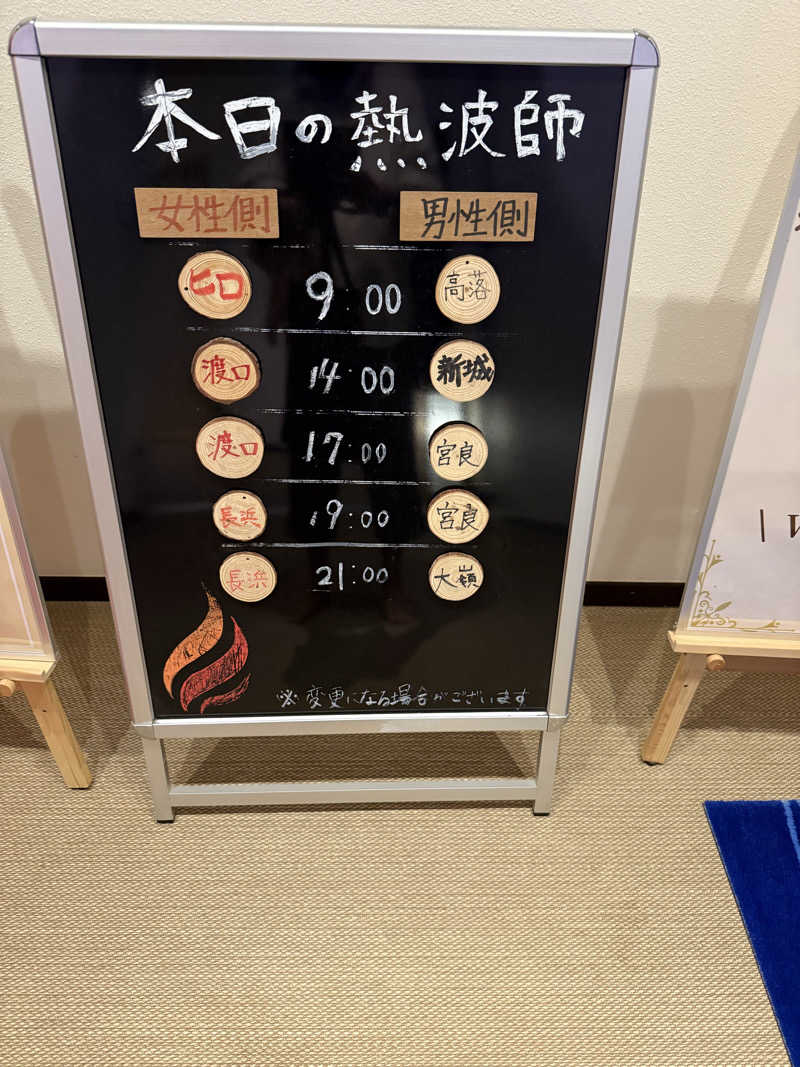 本日の熱波師
女性側 男性側
ヒロ 9:00 高落
渡口 14:00 新城
渡口 17:00 宮良
長浜 19:00 宮良
長浜 21:00 大嶺
※変更になる場合がございます